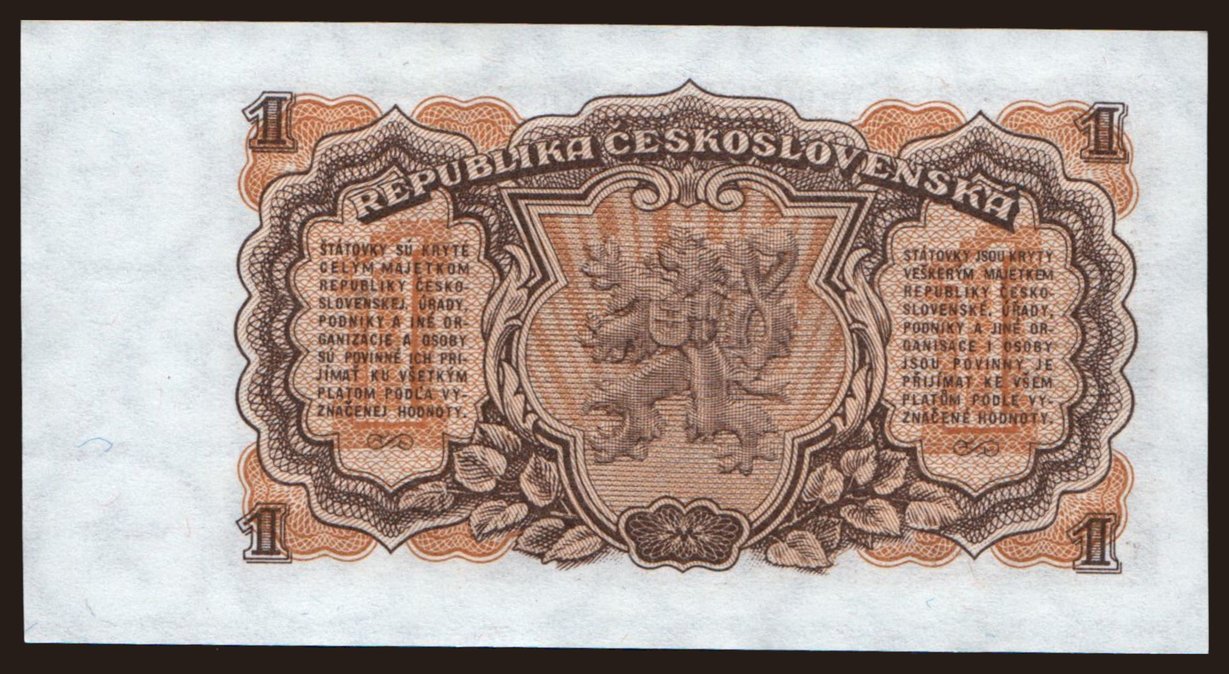 1
1
REPUBLIKA ČESKOSLOVENSKÁ
ŠTÁTOVKY SÚ KRYTÉ
CELÝM MAJETKOM
REPUBLIKY ČESKO-
SLOVENSKEJ, ÚRADY,
PODNIKY A INÉ OR-
GANIZÁCIE A OSOBY
SÚ POVINNÉ ICH PRI-
JÍMAŤ KU VŠETKÝM
PLATOM PODĽA VY-
ZNAČENEJ HODNOTY.
1
STÁTOVKY JSOU KRYTY
VEŠKERÝM MAJETKEM
REPUBLIKY ČESKO-
SLOVENSKÉ, ÚŘADY,
PODNIKY A JINÉ OR-
GANISACE I OSOBY
JSOU POVINNY JE
PŘIJÍMAT KE VŠEM
PLATŮM PODLE VY-
ZNAČENÉ HODNOTY.
1
1
1